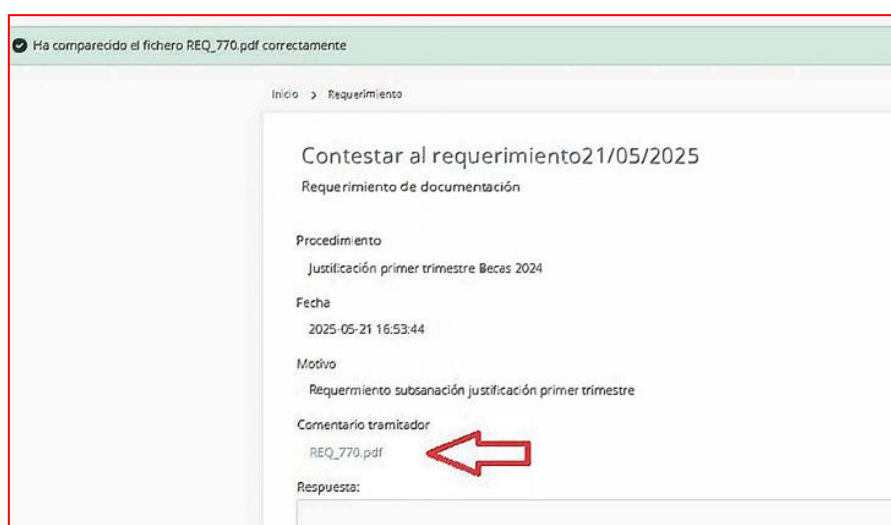 Ha comparecido el fichero REQ_770.pdf correctamente
Inicio > Requerimiento
Contestar al requerimiento21/05/2025
Requerimiento de documentación
Procedimiento
Justificación primer trimestre Becas 2024
Fecha
2025-05-21 16:53:44
Motivo
Requermiento subsanación justificación primer trimestre
Comentario tramitador
REQ_770.pdf
Respuesta: